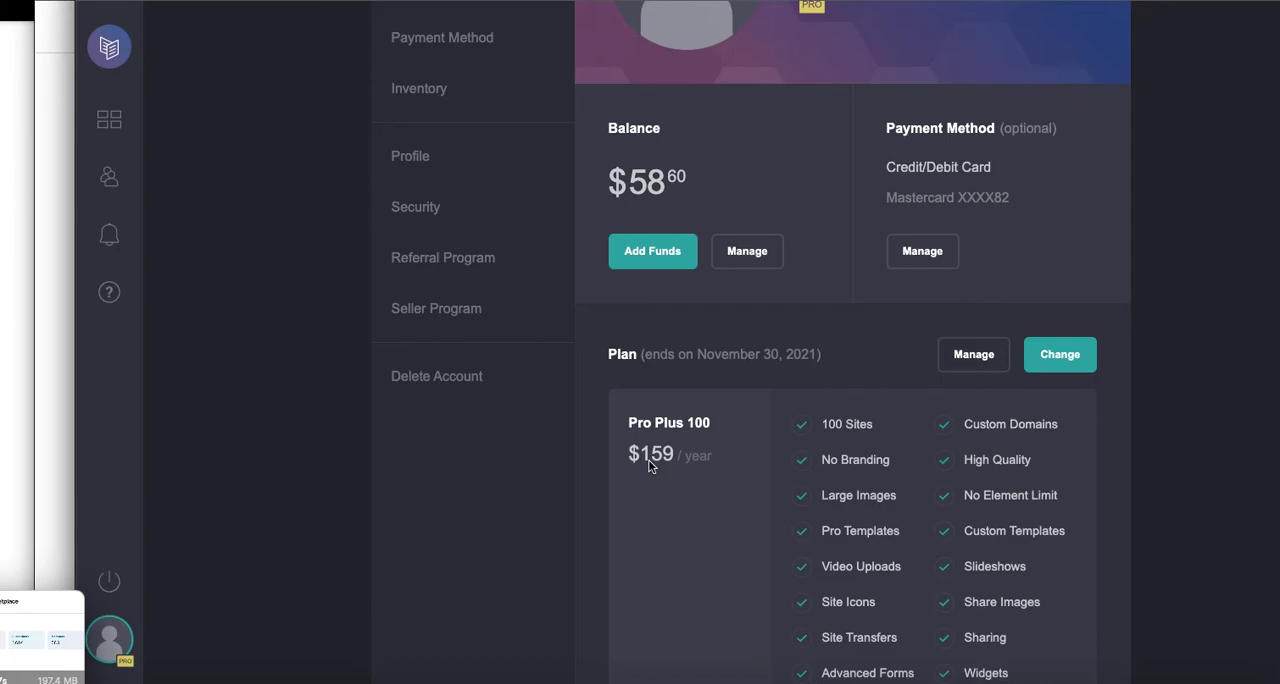 PRO
Payment Method
Inventory
Profile
Security
Referral Program
Seller Program
Delete Account
Balance
$58 60
Add Funds
Manage
Payment Method (optional)
Credit/Debit Card
Mastercard XXXX82
Manage
Plan (ends on November 30, 2021)
Manage
Change
Pro Plus 100
$159 / year
100 Sites
Custom Domains
No Branding
High Quality
Large Images
No Element Limit
Pro Templates
Custom Templates
Video Uploads
Slideshows
Site Icons
Share Images
Site Transfers
Sharing
Advanced Forms
Widgets
PRO
197.4 MB